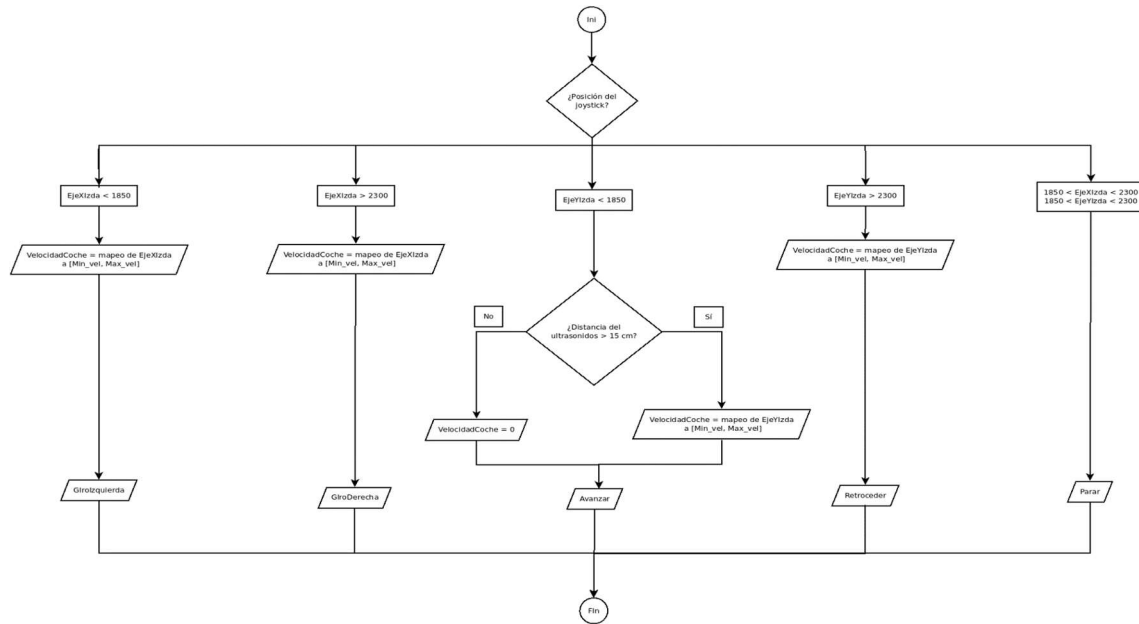 Ini
¿Posición del
joystick?
EjeXIzda < 1850
EjeXIzda > 2300
EjeYIzda < 1850
EjeYIzda > 2300
1850 < EjeXIzda < 2300
1850 < EjeYIzda < 2300
VelocidadCoche = mapeo de EjeXIzda
a [Min_vel, Max_vel]
VelocidadCoche = mapeo de EjeXIzda
a [Min_vel, Max_vel]
VelocidadCoche = mapeo de EjeYIzda
a [Min_vel, Max_vel]
No
¿Distancia del
ultrasonidos > 15 cm?
Sí
VelocidadCoche = 0
VelocidadCoche = mapeo de EjeYIzda
a [Min_vel, Max_vel]
GiroIzquierda
GiroDerecha
Avanzar
Retroceder
Parar
Fin